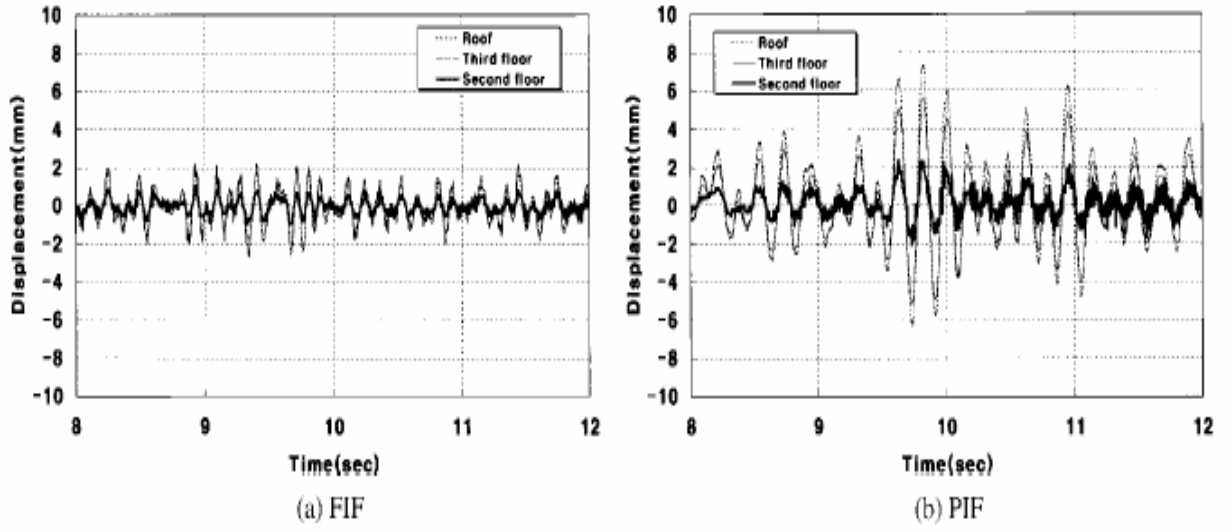 10
8
6
4
2
0
-2
-4
-6
-8
-10
Displacement(mm)
Roof
Third floor
Second floor
8 9 10 11 12
Time(sec)
(a) FIF
10
8
6
4
2
0
-2
-4
-6
-8
-10
Displacement(mm)
Roof
Third floor
Second floor
8 9 10 11 12
Time(sec)
(b) PIF